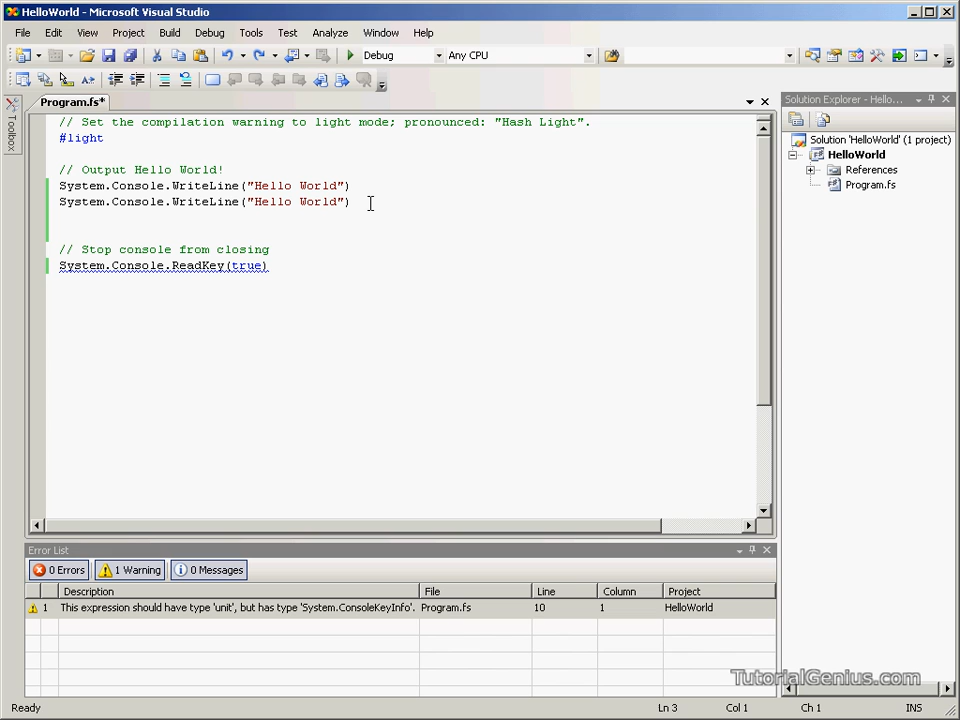 HelloWorld - Microsoft Visual Studio
File Edit View Project Build Debug Tools Test Analyze Window Help
Debug Any CPU
Program.fs*
Toolbox
// Set the compilation warning to light mode; pronounced: "Hash Light".
#light
// Output Hello World!
System.Console.WriteLine("Hello World")
System.Console.WriteLine("Hello World")
// Stop console from closing
System.Console.ReadKey(true)
Solution Explorer - Hello...
Solution 'HelloWorld' (1 project)
HelloWorld
References
Program.fs
Error List
0 Errors 1 Warning 0 Messages
Description File Line Column Project
1 This expression should have type 'unit', but has type 'System.ConsoleKeyInfo'. Program.fs 10 1 HelloWorld
TutorialGenius.com
Ready Ln 3 Col 1 Ch 1 INS